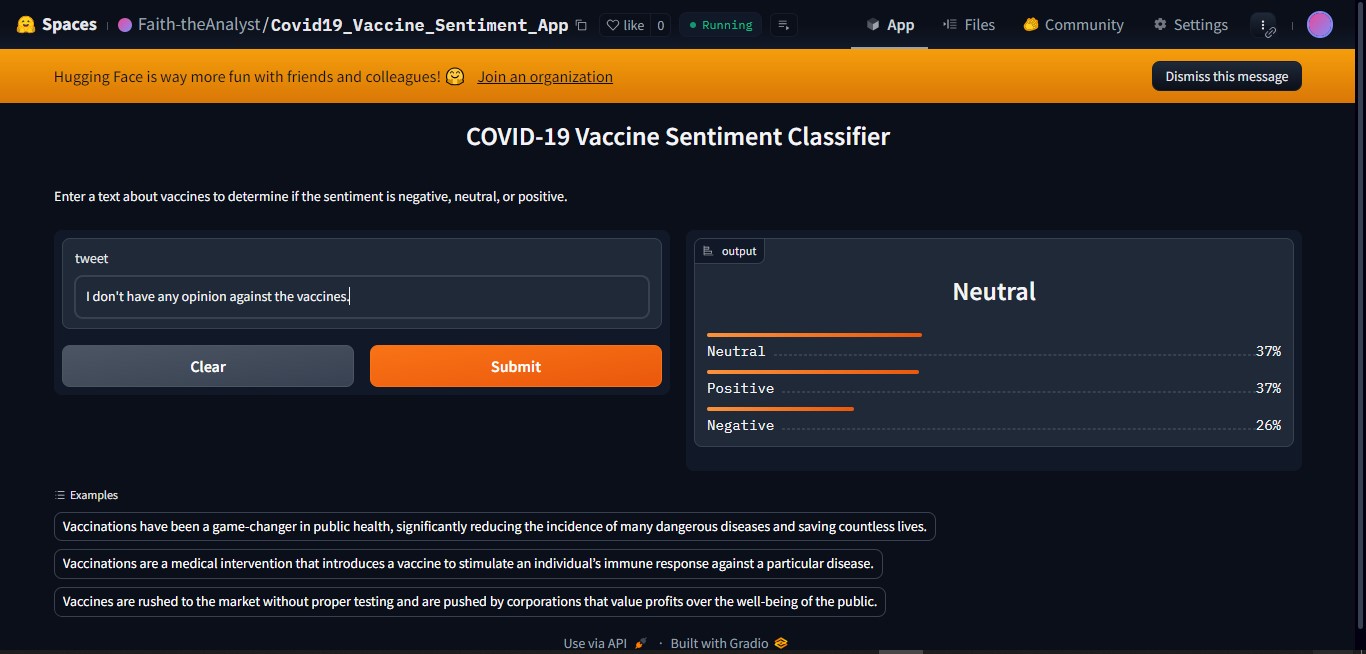 Spaces Faith-theAnalyst/Covid19_Vaccine_Sentiment_App like 0 Running App Files Community Settings
Hugging Face is way more fun with friends and colleagues! 🤗 Join an organization Dismiss this message
COVID-19 Vaccine Sentiment Classifier
Enter a text about vaccines to determine if the sentiment is negative, neutral, or positive.
tweet
I don't have any opinion against the vaccines.
Clear Submit
output
Neutral
Neutral 37%
Positive 37%
Negative 26%
Examples
Vaccinations have been a game-changer in public health, significantly reducing the incidence of many dangerous diseases and saving countless lives.
Vaccinations are a medical intervention that introduces a vaccine to stimulate an individual’s immune response against a particular disease.
Vaccines are rushed to the market without proper testing and are pushed by corporations that value profits over the well-being of the public.
Use via API · Built with Gradio